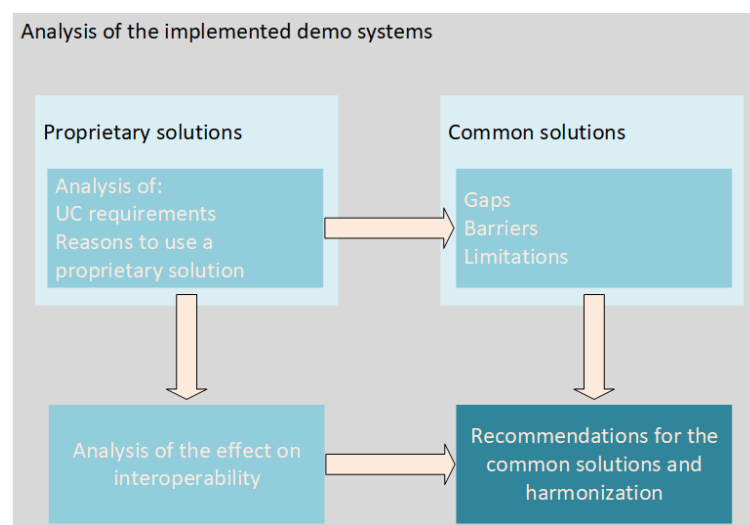 Analysis of the implemented demo systems
Proprietary solutions
Analysis of:
UC requirements
Reasons to use a
proprietary solution
Common solutions
Gaps
Barriers
Limitations
Analysis of the effect on
interoperability
Recommendations for the
common solutions and
harmonization